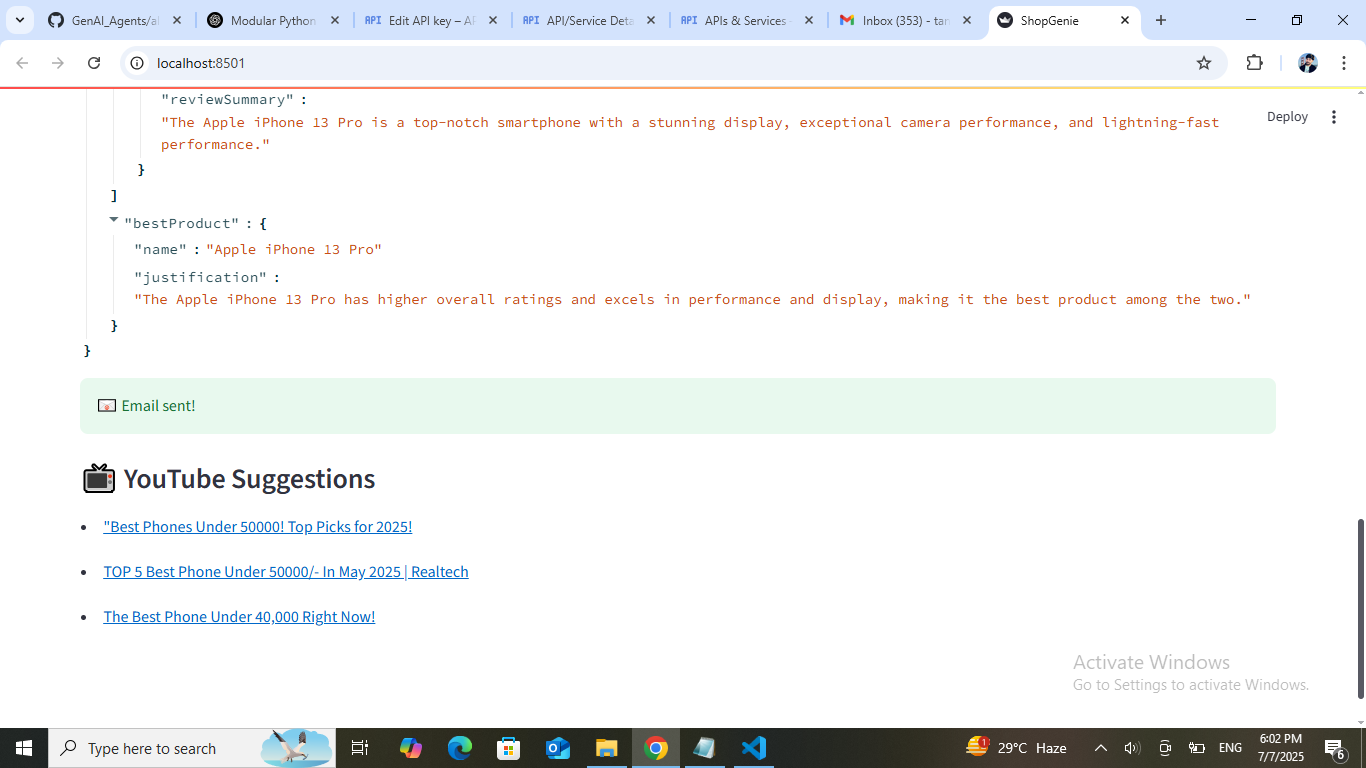 GenAI_Agents/al
Modular Python
API Edit API key – AP
API API/Service Deta
API APIs & Services -
Inbox (353) - tan
ShopGenie
localhost:8501
Deploy
"reviewSummary" :
"The Apple iPhone 13 Pro is a top-notch smartphone with a stunning display, exceptional camera performance, and lightning-fast
performance."
}
]
"bestProduct" : {
"name" : "Apple iPhone 13 Pro"
"justification" :
"The Apple iPhone 13 Pro has higher overall ratings and excels in performance and display, making it the best product among the two."
}
}
Email sent!
YouTube Suggestions
• "Best Phones Under 50000! Top Picks for 2025!
• TOP 5 Best Phone Under 50000/- In May 2025 | Realtech
• The Best Phone Under 40,000 Right Now!
Activate Windows
Go to Settings to activate Windows.
Type here to search
1
29°C Haze
ENG
6:02 PM
7/7/2025
6